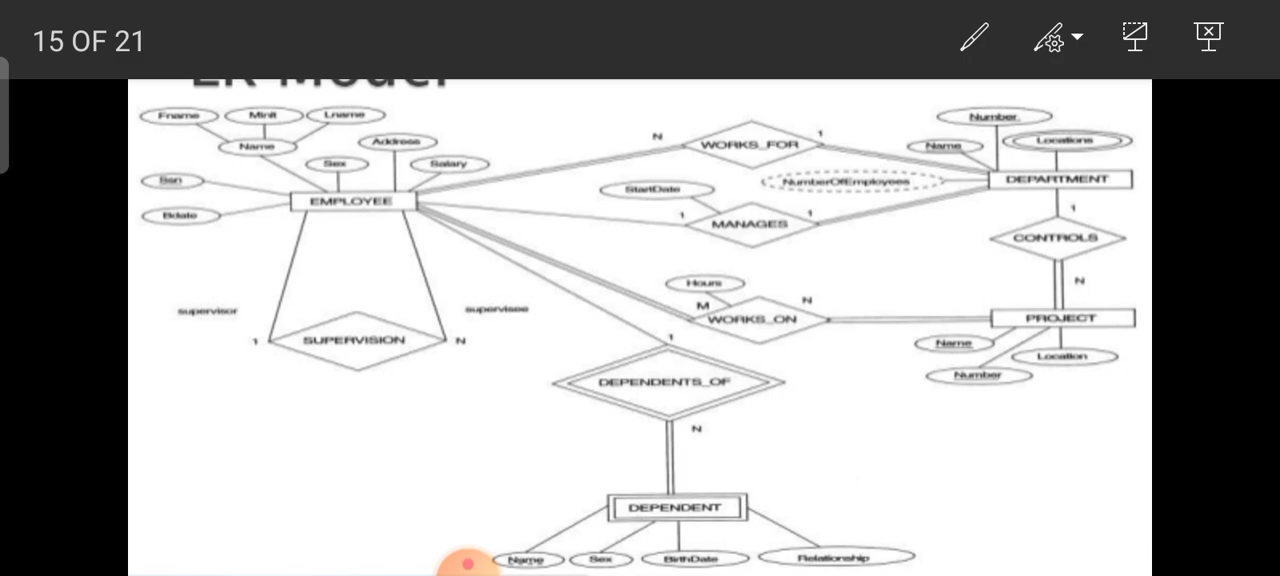 15 OF 21
ER Model
Fname Minit Lname
Number
Name Address
N WORKS_FOR 1 Name Locations
Sex Salary
Ssn StartDate NumberOfEmployees DEPARTMENT
EMPLOYEE
Bdate 1 MANAGES 1 1
CONTROLS
Hours N
supervisor supervisee M N
WORKS_ON PROJECT
1 SUPERVISION N 1 Name
Location
DEPENDENTS_OF Number
N
DEPENDENT
Name Sex BirthDate Relationship